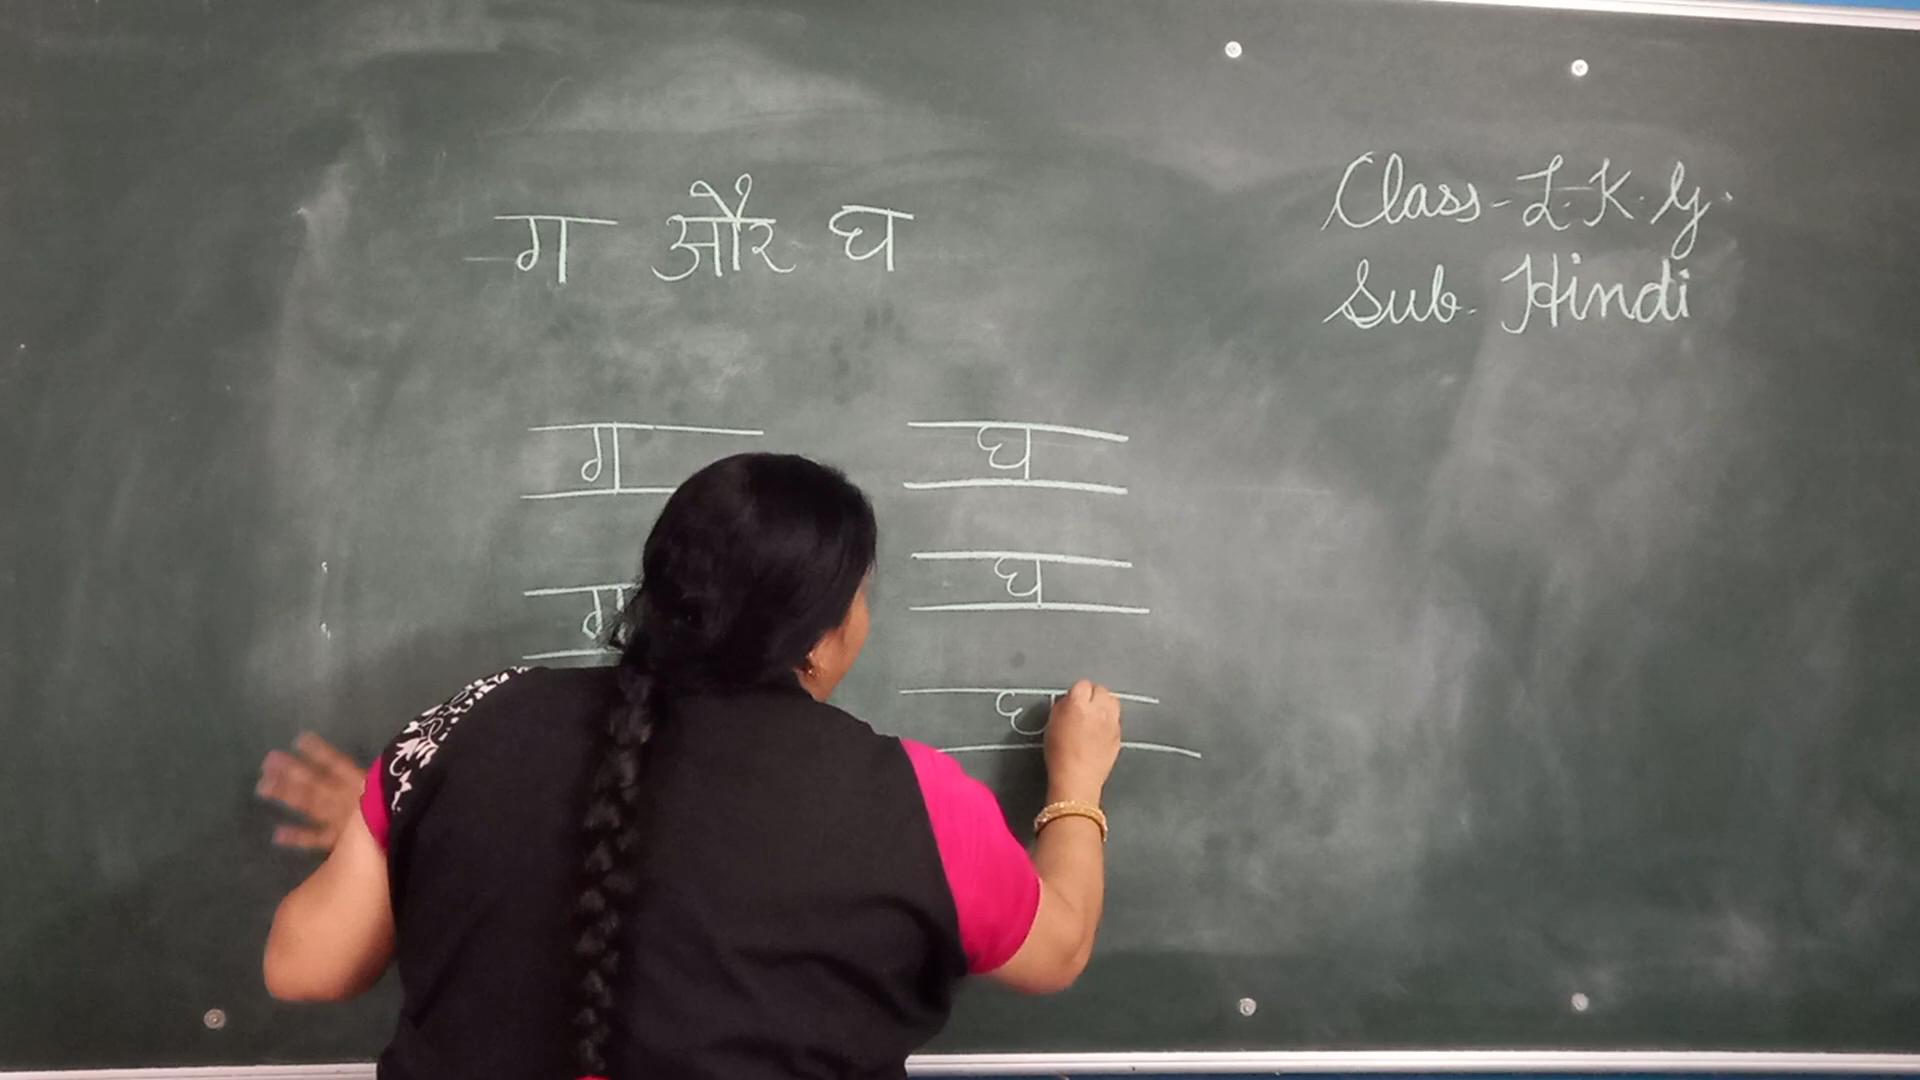 ग और घ
Class-L.K.G.
Sub. Hindi
ग घ
ग घ
घ